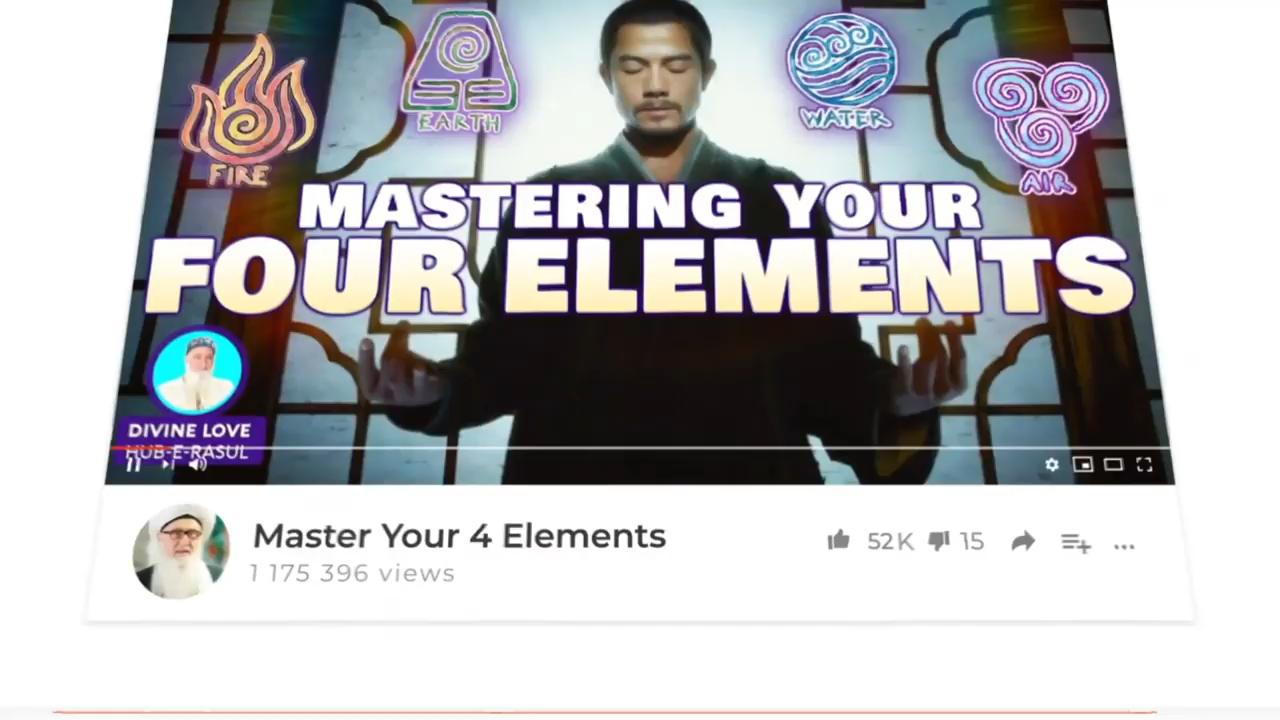 FIRE
EARTH
WATER
AIR
MASTERING YOUR
FOUR ELEMENTS
DIVINE LOVE
HUB-E-RASUL
Master Your 4 Elements
1 175 396 views
52K
15